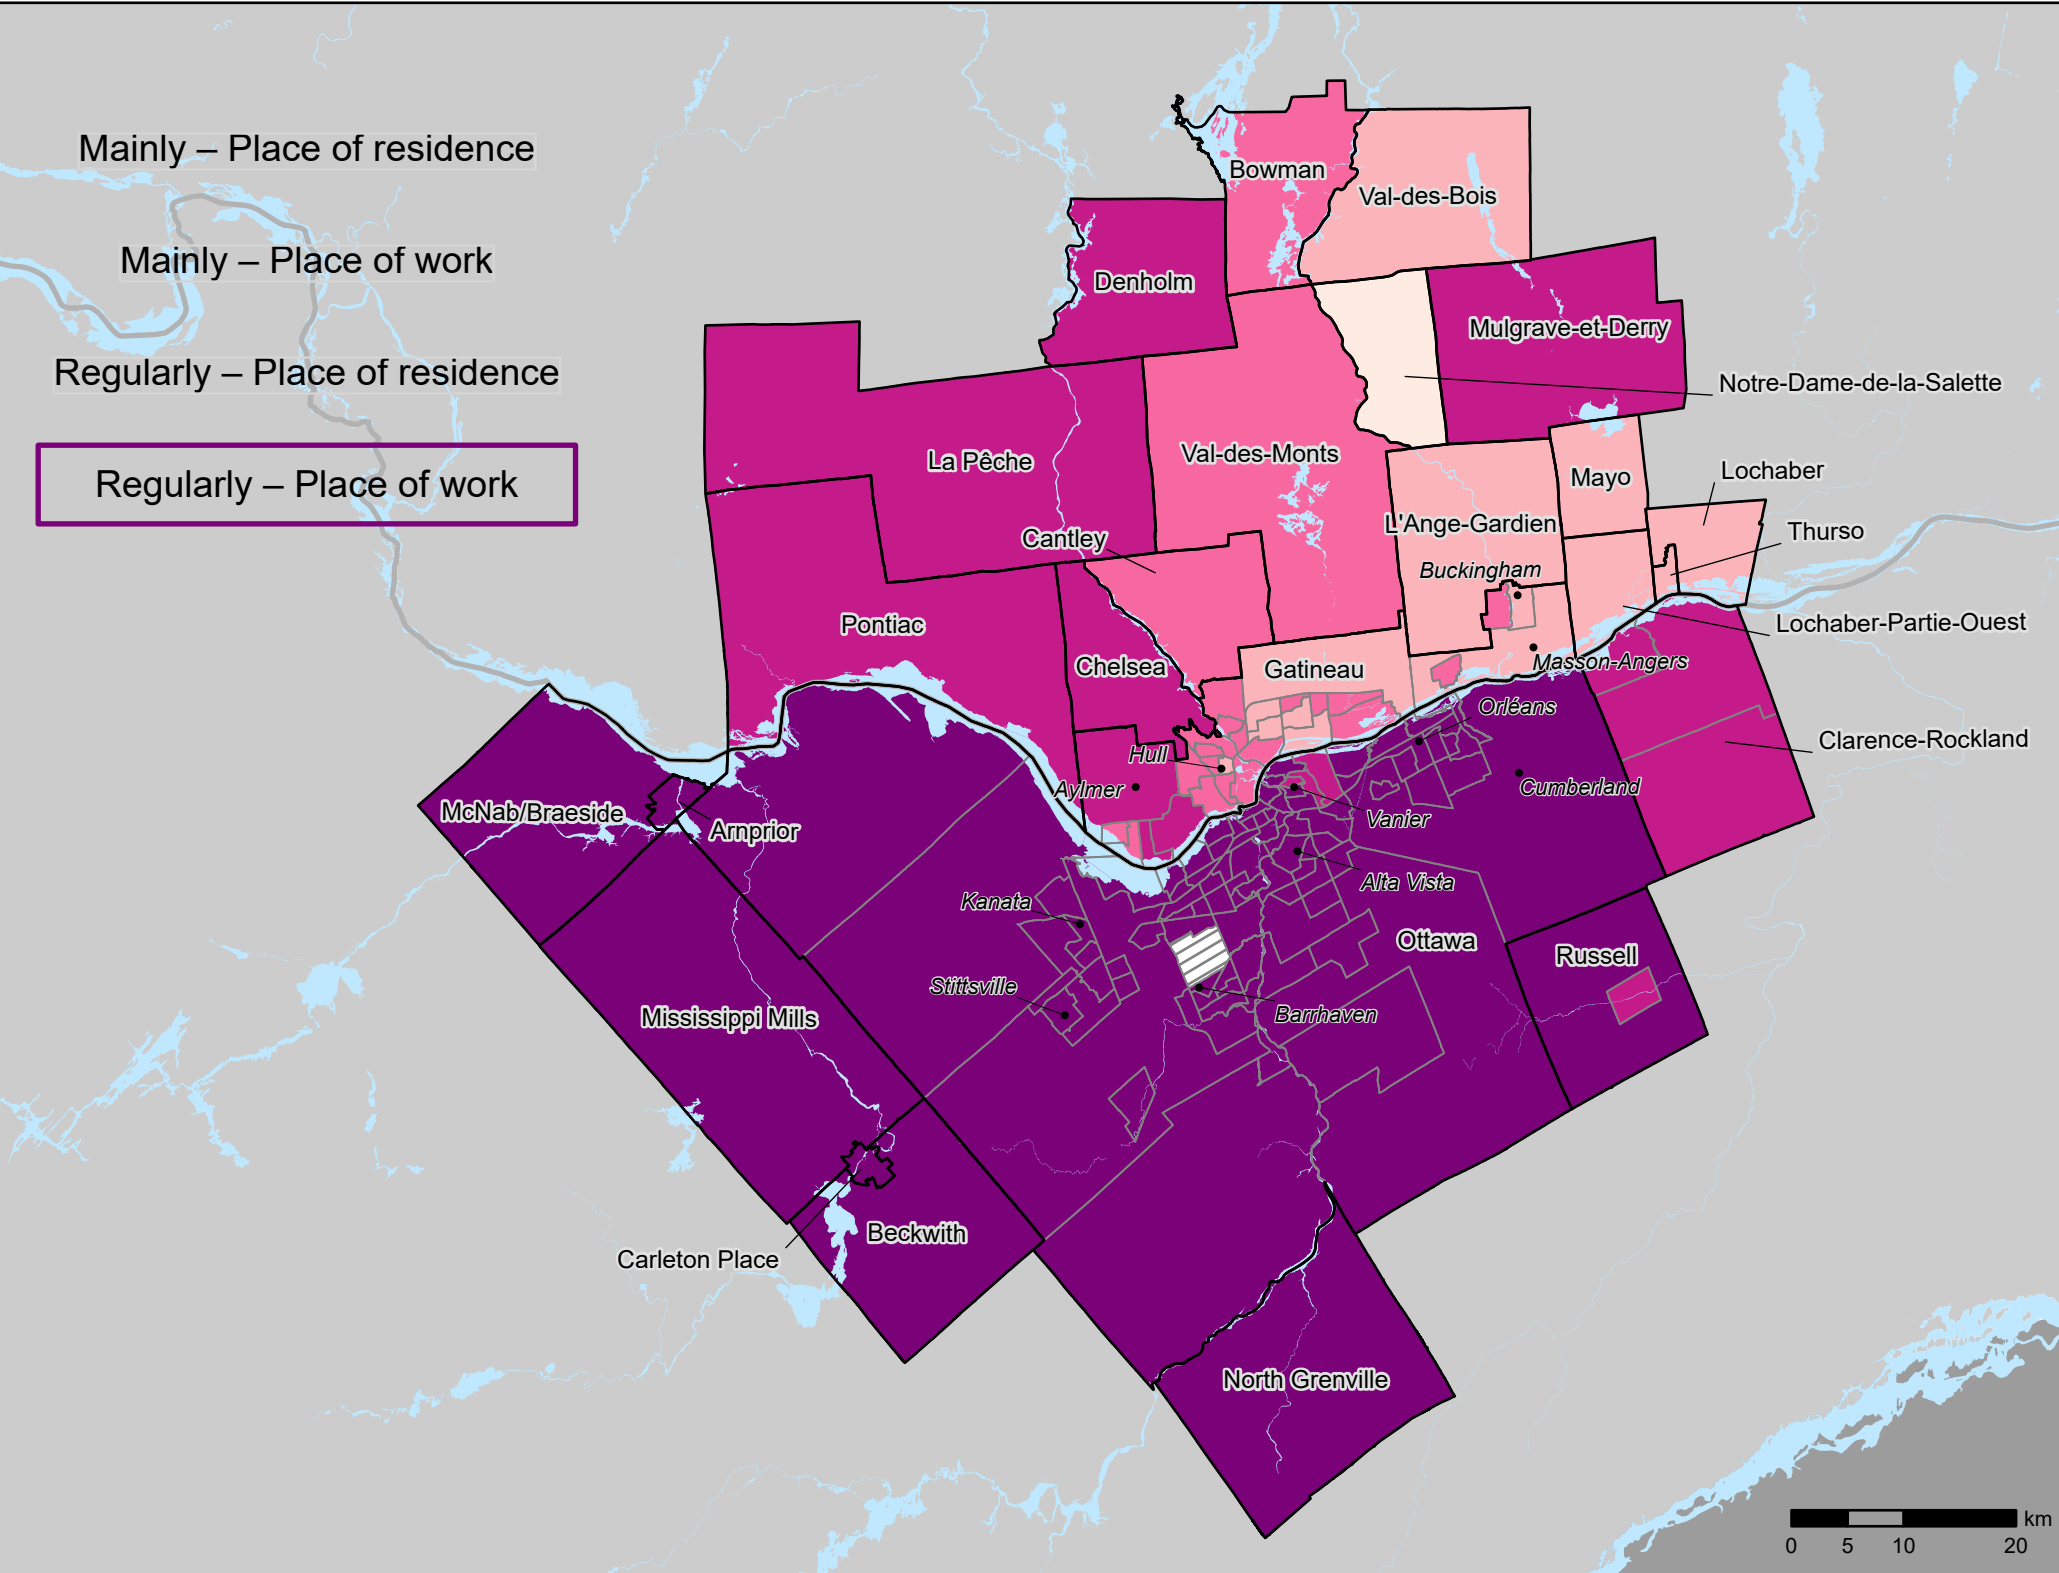 Mainly – Place of residence
Mainly – Place of work
Regularly – Place of residence
Regularly – Place of work
Bowman
Val-des-Bois
Denholm
Mulgrave-et-Derry
Notre-Dame-de-la-Salette
La Pêche
Val-des-Monts
Mayo
Lochaber
Cantley
L'Ange-Gardien
Thurso
Buckingham
Pontiac
Lochaber-Partie-Ouest
Chelsea
Gatineau
Masson-Angers
Orléans
Clarence-Rockland
Hull
Aylmer
Cumberland
McNab/Braeside
Arnprior
Vanier
Alta Vista
Kanata
Ottawa
Russell
Stittsville
Barrhaven
Mississippi Mills
Beckwith
Carleton Place
North Grenville
km
0 5 10 20